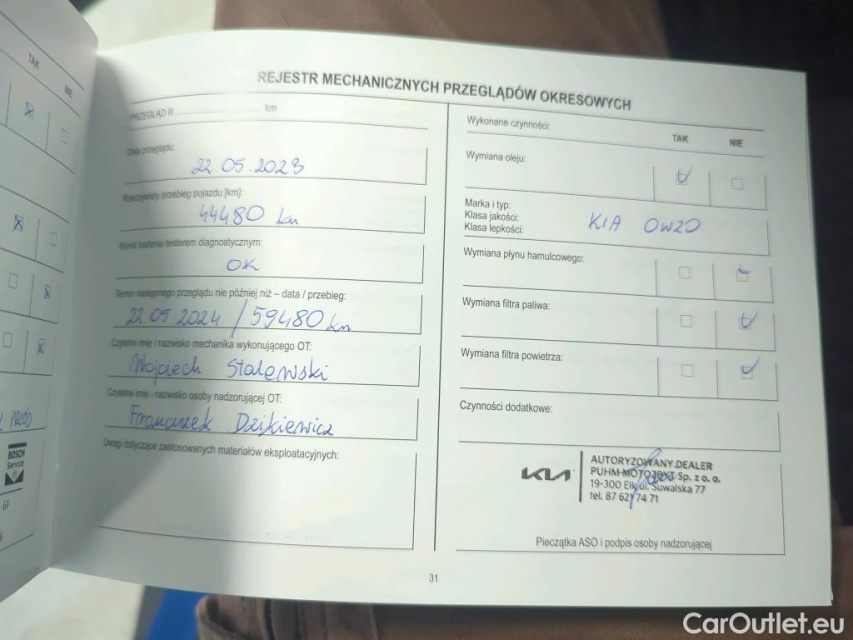 TAK
NIE
PROD
BOSCH
Service
6F
REJESTR MECHANICZNYCH PRZEGLĄDÓW OKRESOWYCH
PRZEGLĄD W ........................ km
Data przeglądu:
22 05.2023
Rzeczywisty przebieg pojazdu [km]:
44480 km
Wynik badania testerem diagnostycznym:
OK
Termin następnego przeglądu nie później niż – data / przebieg:
22.05 2024 / 59480 km
Czytelne imię i nazwisko mechanika wykonującego OT:
Wojciech Stalewski
Czytelne imię i nazwisko osoby nadzorującej OT:
Franciszek Dzikiewicz
Uwagi dotyczące zastosowanych materiałów eksploatacyjnych:
Wykonane czynności:
TAK
NIE
Wymiana oleju:
Marka i typ:
Klasa jakości:
Klasa lepkości:
KIA 0W20
Wymiana płynu hamulcowego:
Wymiana filtra paliwa:
Wymiana filtra powietrza:
Czynności dodatkowe:
KIA
AUTORYZOWANY DEALER
PUHM-MOTOZBYT Sp. z o. o.
19-300 Ełk ul. Suwalska 77
tel. 87 621 74 71
Pieczątka ASO i podpis osoby nadzorującej
31
CarOutlet.eu